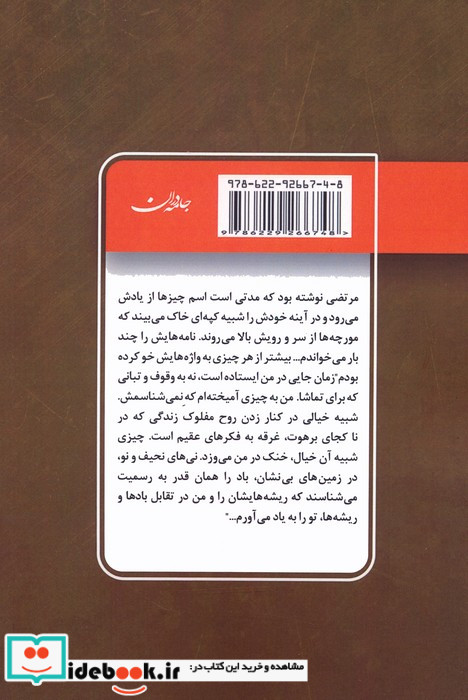 ۹۷۸-۶۲۲-۹۲۶۶۷-۴-۸
9786229266748
جامه‌دران
مرتضی نوشته بود که مدتی است اسم چیزها از یادش
می‌رود و در آینه خودش را شبیه کپه‌ای خاک می‌بیند که
مورچه‌ها از سر و رویش بالا می‌روند. نامه‌هایش را چند
بار می‌خواندم... بیشتر از هر چیزی به واژه‌هایش خو کرده
بودم"زمان جایی در من ایستاده است، نه به وقوف و تباتی
که برای تماشا. من به چیزی آمیخته‌ام که نمی‌شناسمش.
شبیه خیالی در کنار زدن روح مفلوک زندگی که در
نا کجای برهوت، غرقه به فکرهای عقیم است. چیزی
شبیه آن خیال، خنک در من می‌وزد. نی‌های نحیف و نو،
در زمین‌های بی‌نشان، باد را همان قدر به رسمیت
می‌شناسند که ریشه‌هایشان را و من در تقابل بادها و
ریشه‌ها، تو را به یاد می‌آورم..."
idebook.ir
مشاهده و خرید این کتاب در: